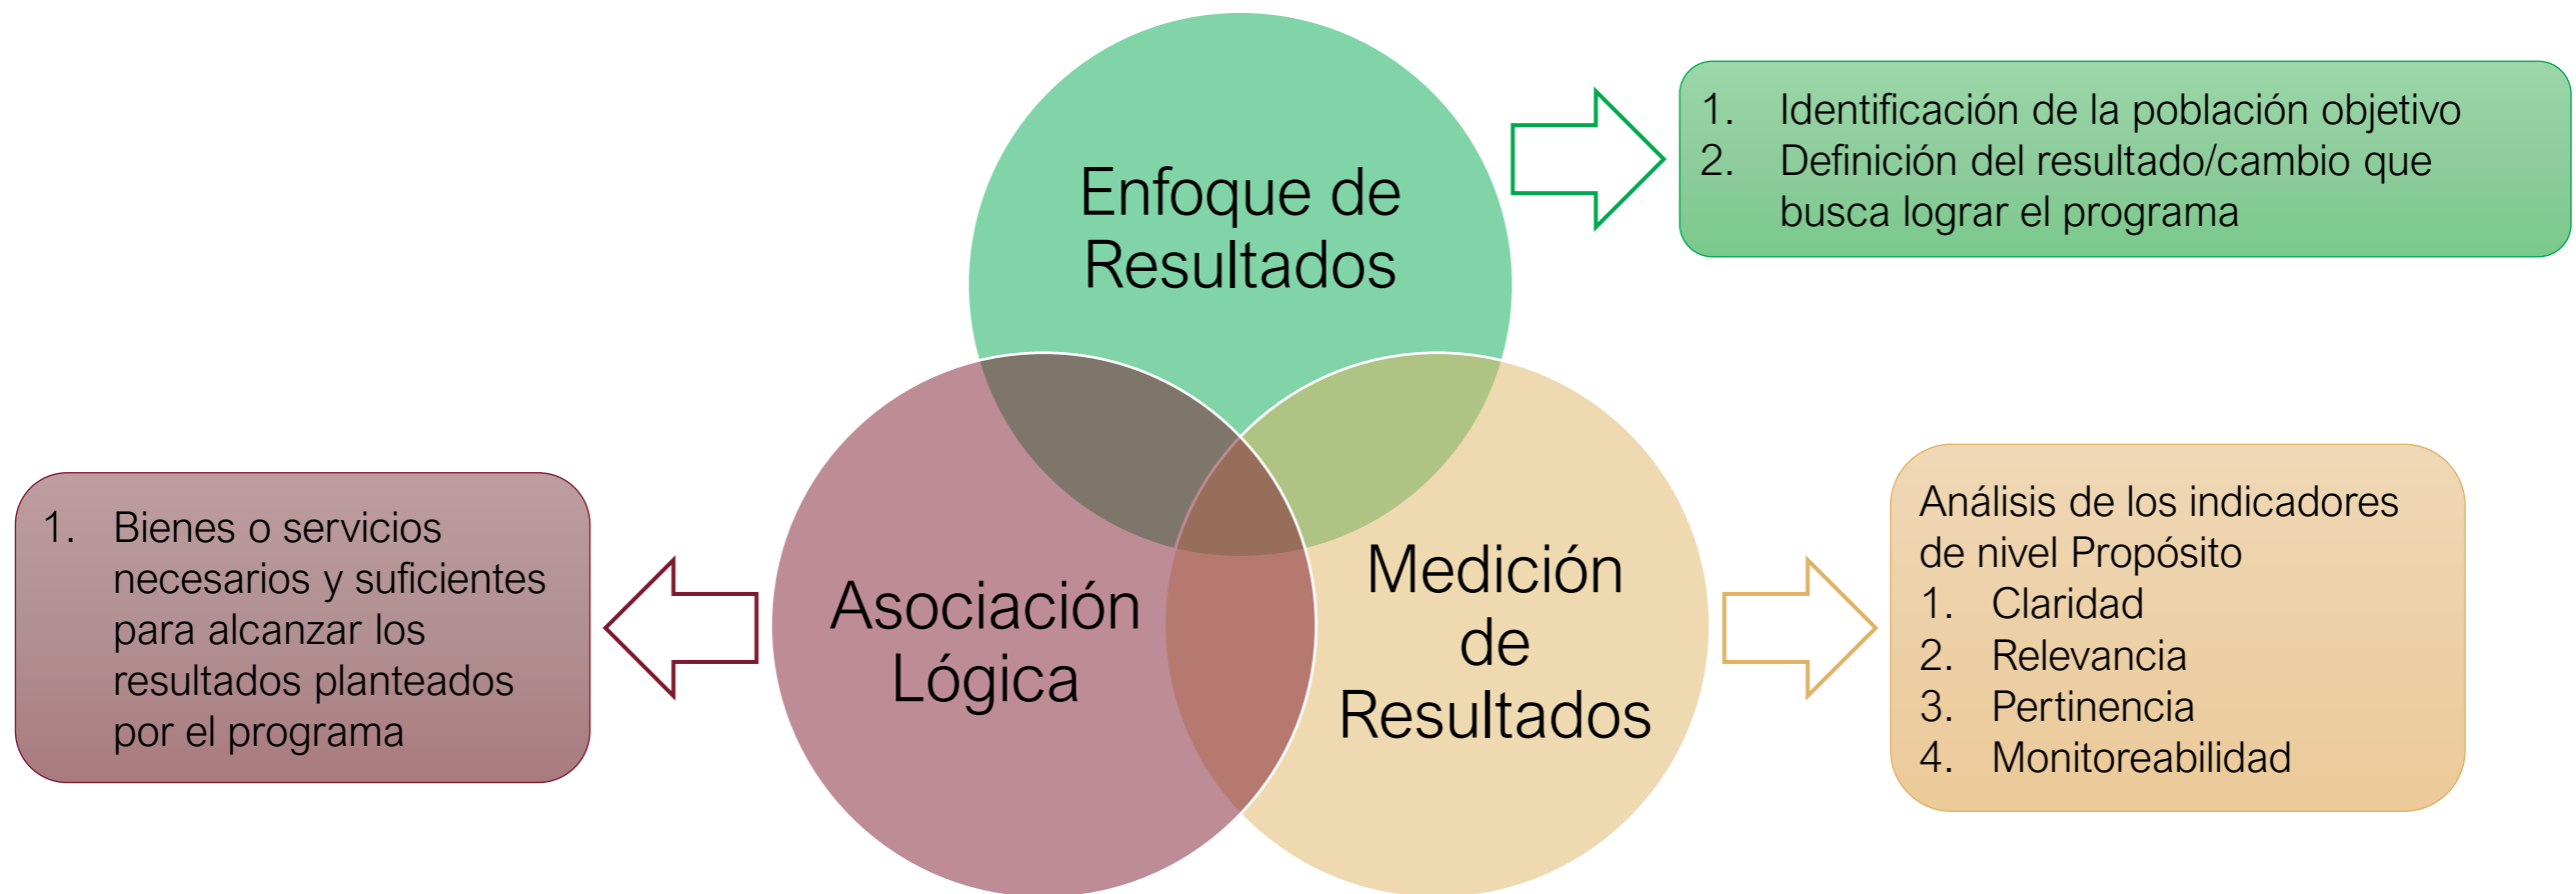 Enfoque de
Resultados
1. Identificación de la población objetivo
2. Definición del resultado/cambio que
busca lograr el programa
Asociación
Lógica
1. Bienes o servicios
necesarios y suficientes
para alcanzar los
resultados planteados
por el programa
Medición
de
Resultados
Análisis de los indicadores
de nivel Propósito
1. Claridad
2. Relevancia
3. Pertinencia
4. Monitoreabilidad